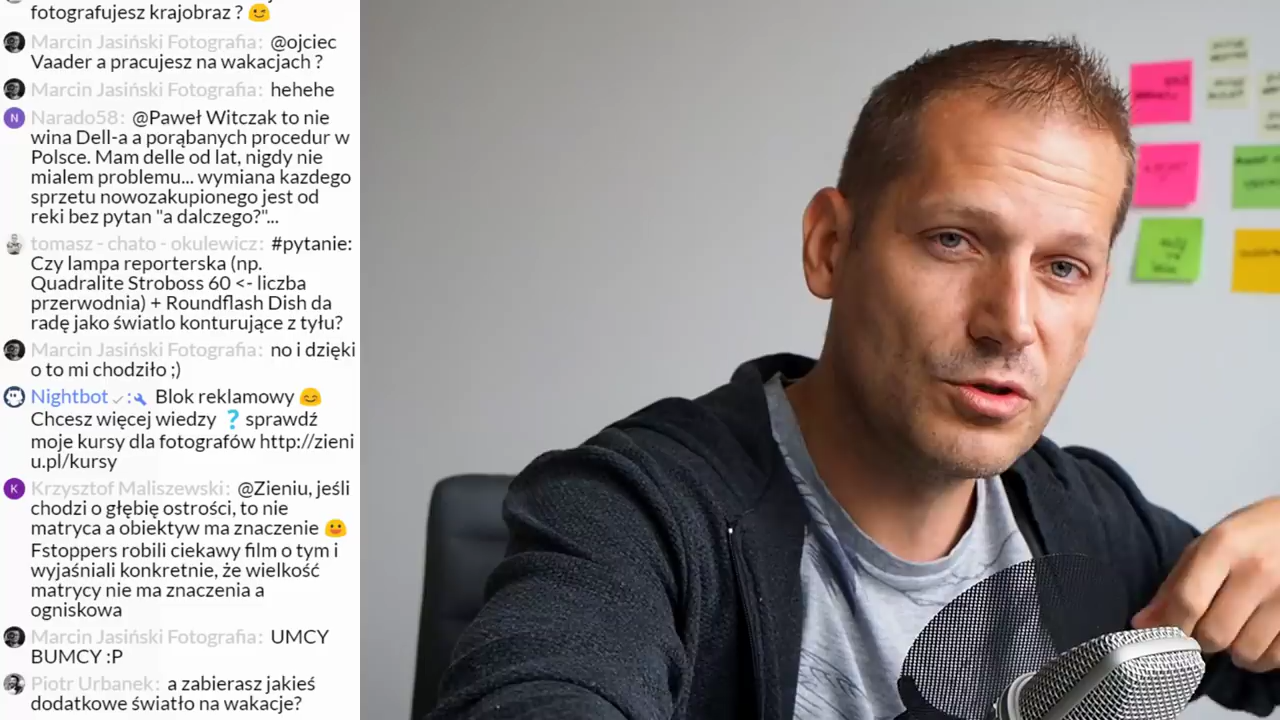 fotografujesz krajobraz ? 😉
Marcin Jasiński Fotografia: @ojciec
Vaader a pracujesz na wakacjach ?
Marcin Jasiński Fotografia: hehehe
N Narado58: @Paweł Witczak to nie
wina Dell-a a porąbanych procedur w
Polsce. Mam delle od lat, nigdy nie
mialem problemu... wymiana kazdego
sprzetu nowozakupionego jest od
reki bez pytan "a dalczego?"...
tomasz - chato - okulewicz: #pytanie:
Czy lampa reporterska (np.
Quadralite Stroboss 60 <- liczba
przerwodnia) + Roundflash Dish da
radę jako światlo konturujące z tyłu?
Marcin Jasiński Fotografia: no i dzięki
o to mi chodziło ;)
Nightbot ✓:🔧 Blok reklamowy 😊
Chcesz więcej wiedzy ❔ sprawdź
moje kursy dla fotografów http://zieni
u.pl/kursy
K Krzysztof Maliszewski: @Zieniu, jeśli
chodzi o głębię ostrości, to nie
matryca a obiektyw ma znaczenie 😀
Fstoppers robili ciekawy film o tym i
wyjaśniali konkretnie, że wielkość
matrycy nie ma znaczenia a
ogniskowa
Marcin Jasiński Fotografia: UMCY
BUMCY :P
Piotr Urbanek: a zabierasz jakieś
dodatkowe światło na wakacje?